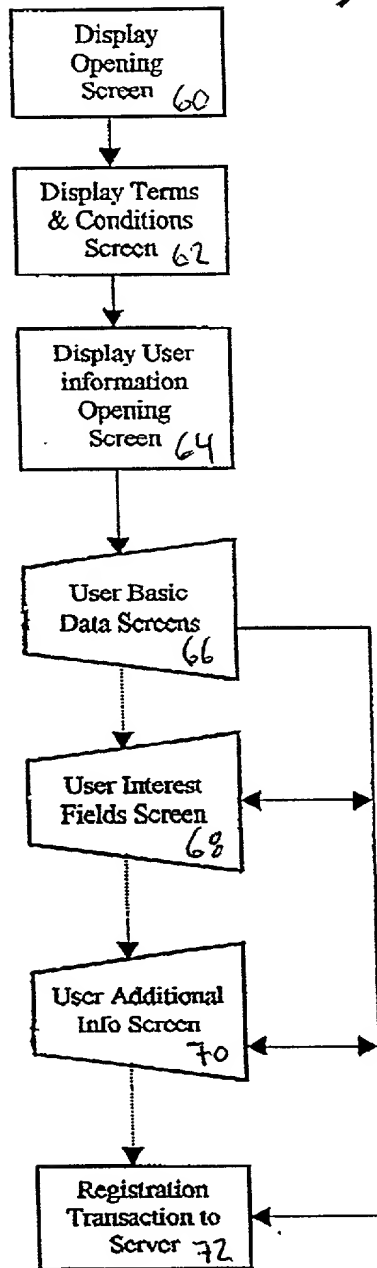 Display
Opening
Screen 60
Display Terms
& Conditions
Screen 62
Display User
information
Opening
Screen 64
User Basic
Data Screens
66
User Interest
Fields Screen
68
User Additional
Info Screen
70
Registration
Transaction to
Server 72